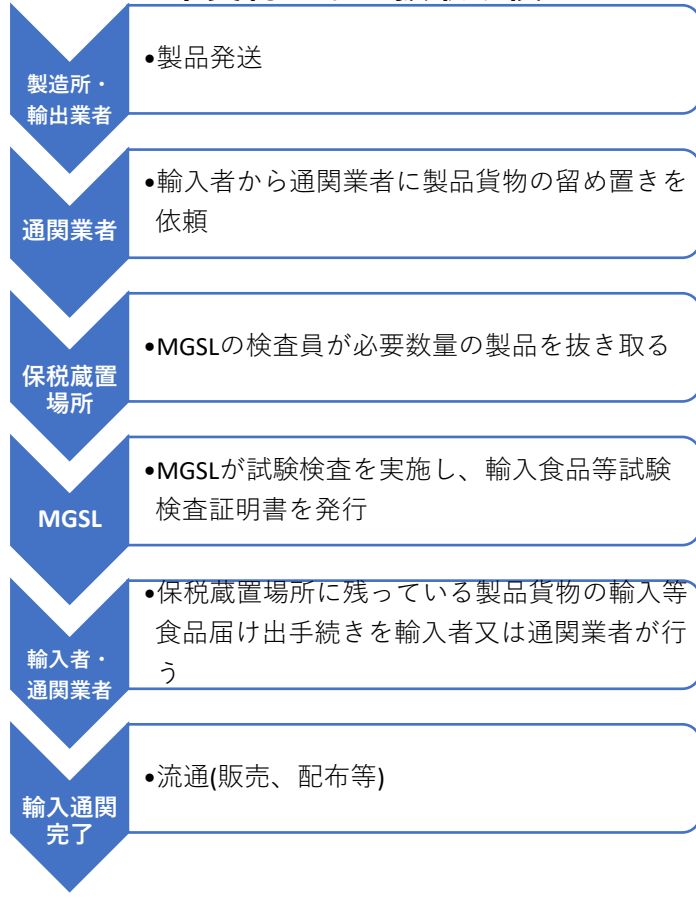 製造所・
輸出業者
•製品発送
通関業者
•輸入者から通関業者に製品貨物の留め置きを
依頼
保税蔵置
場所
•MGSLの検査員が必要数量の製品を抜き取る
MGSL
•MGSLが試験検査を実施し、輸入食品等試験
検査証明書を発行
輸入者・
通関業者
•保税蔵置場所に残っている製品貨物の輸入等
食品届け出手続きを輸入者又は通関業者が行
う
輸入通関
完了
•流通(販売、配布等)